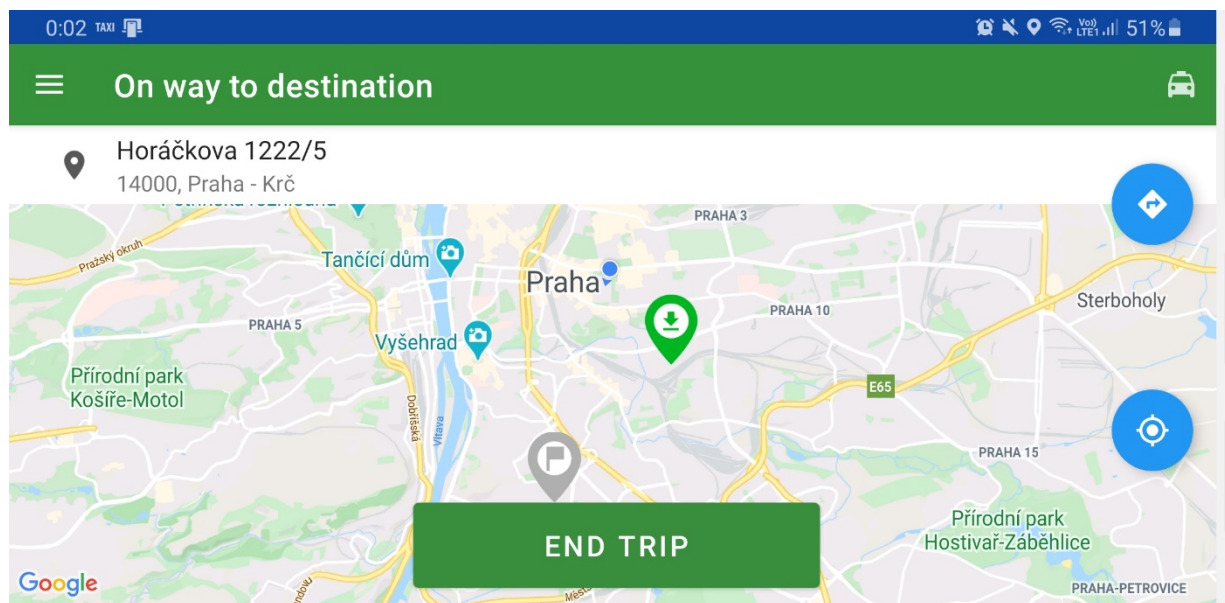 0:02 TAXI Vo)) LTE1 51%
On way to destination
Horáčkova 1222/5
14000, Praha - Krč
PRAHA 3
Pražský okruh
Tančící dům
Praha
Sterboholy
PRAHA 5
PRAHA 10
Vyšehrad
Přírodní park
Košíře-Motol
E65
Dobříšská
Vltava
PRAHA 15
Přírodní park
Hostivař-Záběhlice
END TRIP
Google
PRAHA-PETROVICE